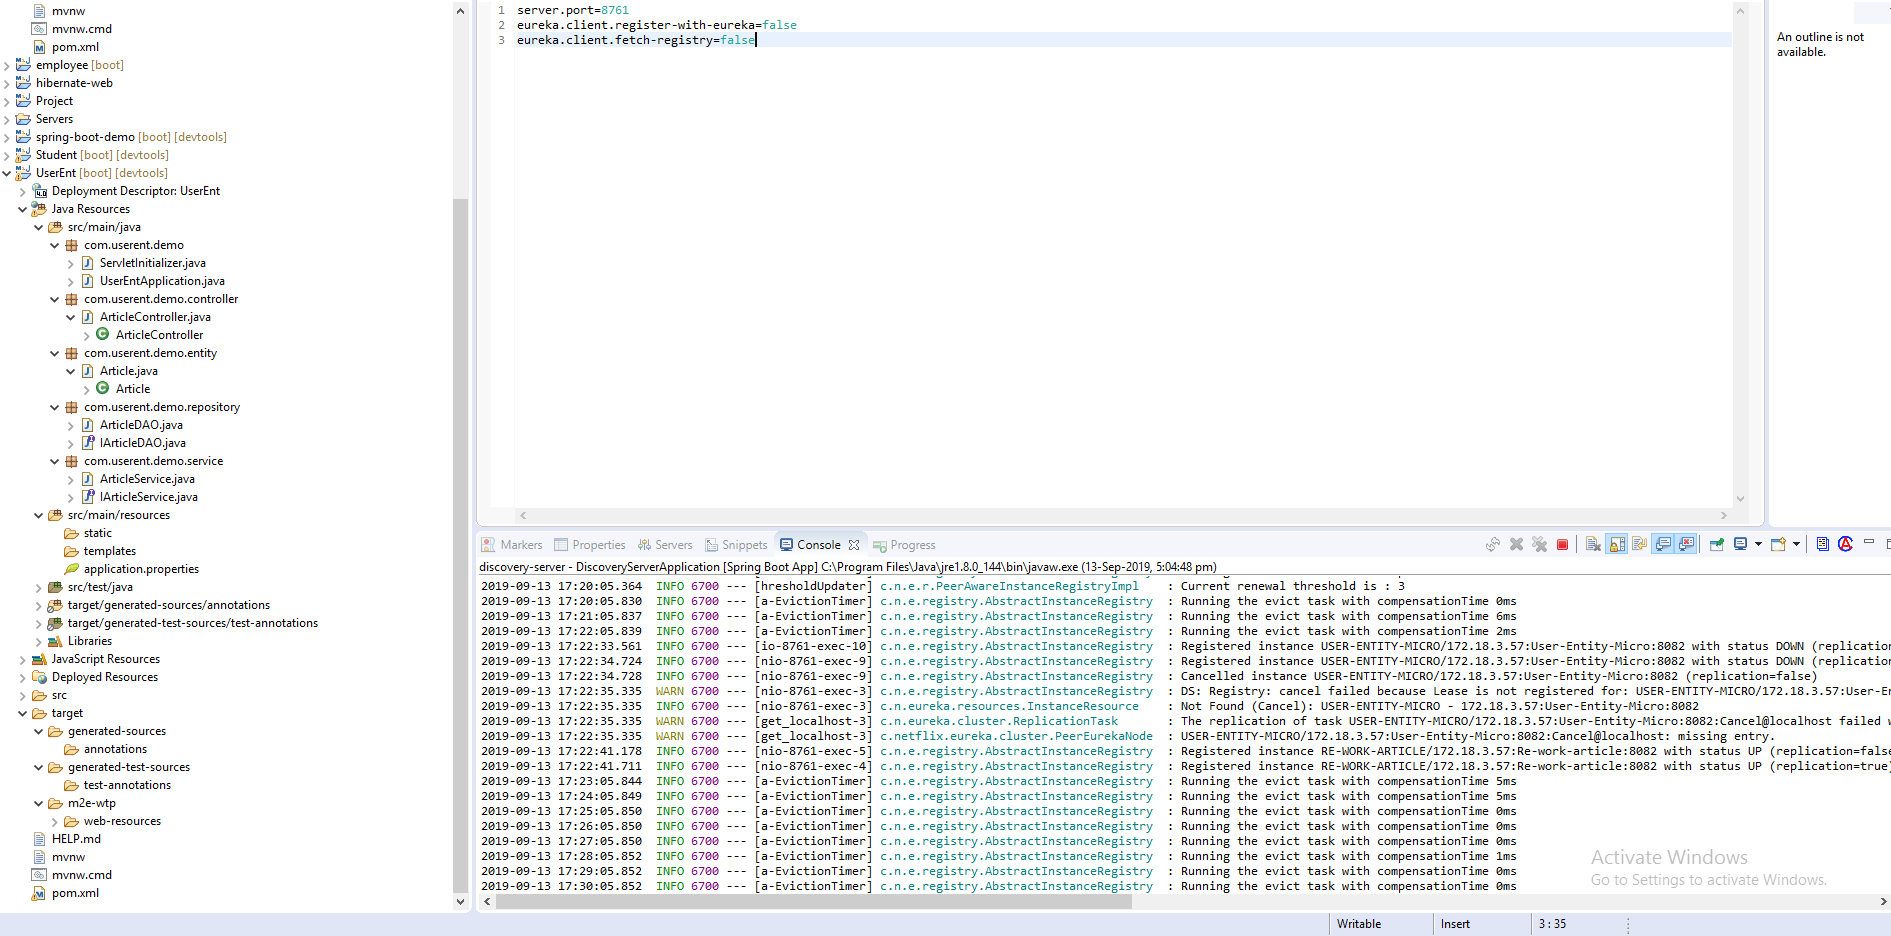 mvnw
mvnw.cmd
pom.xml
employee [boot]
hibernate-web
Project
Servers
spring-boot-demo [boot] [devtools]
Student [boot] [devtools]
UserEnt [boot] [devtools]
Deployment Descriptor: UserEnt
Java Resources
src/main/java
com.userent.demo
ServletInitializer.java
UserEntApplication.java
com.userent.demo.controller
ArticleController.java
ArticleController
com.userent.demo.entity
Article.java
Article
com.userent.demo.repository
ArticleDAO.java
IArticleDAO.java
com.userent.demo.service
ArticleService.java
IArticleService.java
src/main/resources
static
templates
application.properties
src/test/java
target/generated-sources/annotations
target/generated-test-sources/test-annotations
Libraries
JavaScript Resources
Deployed Resources
src
target
generated-sources
annotations
generated-test-sources
test-annotations
m2e-wtp
web-resources
HELP.md
mvnw
mvnw.cmd
pom.xml
1 server.port=8761
2 eureka.client.register-with-eureka=false
3 eureka.client.fetch-registry=false
An outline is not
available.
Markers Properties Servers Snippets Console Progress
discovery-server - DiscoveryServerApplication [Spring Boot App] C:\Program Files\Java\jre1.8.0_144\bin\javaw.exe (13-Sep-2019, 5:04:48 pm)
2019-09-13 17:20:05.364 INFO 6700 --- [hresholdUpdater] c.n.e.r.PeerAwareInstanceRegistryImpl : Current renewal threshold is : 3
2019-09-13 17:20:05.830 INFO 6700 --- [a-EvictionTimer] c.n.e.registry.AbstractInstanceRegistry : Running the evict task with compensationTime 0ms
2019-09-13 17:21:05.837 INFO 6700 --- [a-EvictionTimer] c.n.e.registry.AbstractInstanceRegistry : Running the evict task with compensationTime 6ms
2019-09-13 17:22:05.839 INFO 6700 --- [a-EvictionTimer] c.n.e.registry.AbstractInstanceRegistry : Running the evict task with compensationTime 2ms
2019-09-13 17:22:33.561 INFO 6700 --- [io-8761-exec-10] c.n.e.registry.AbstractInstanceRegistry : Registered instance USER-ENTITY-MICRO/172.18.3.57:User-Entity-Micro:8082 with status DOWN (replication
2019-09-13 17:22:34.724 INFO 6700 --- [nio-8761-exec-9] c.n.e.registry.AbstractInstanceRegistry : Registered instance USER-ENTITY-MICRO/172.18.3.57:User-Entity-Micro:8082 with status DOWN (replication
2019-09-13 17:22:34.728 INFO 6700 --- [nio-8761-exec-9] c.n.e.registry.AbstractInstanceRegistry : Cancelled instance USER-ENTITY-MICRO/172.18.3.57:User-Entity-Micro:8082 (replication=false)
2019-09-13 17:22:35.335 WARN 6700 --- [nio-8761-exec-3] c.n.e.registry.AbstractInstanceRegistry : DS: Registry: cancel failed because Lease is not registered for: USER-ENTITY-MICRO/172.18.3.57:User-En
2019-09-13 17:22:35.335 INFO 6700 --- [nio-8761-exec-3] c.n.eureka.resources.InstanceResource : Not Found (Cancel): USER-ENTITY-MICRO - 172.18.3.57:User-Entity-Micro:8082
2019-09-13 17:22:35.335 WARN 6700 --- [get_localhost-3] c.n.eureka.cluster.ReplicationTask : The replication of task USER-ENTITY-MICRO/172.18.3.57:User-Entity-Micro:8082:Cancel@localhost failed w
2019-09-13 17:22:35.335 WARN 6700 --- [get_localhost-3] c.netflix.eureka.cluster.PeerEurekaNode : USER-ENTITY-MICRO/172.18.3.57:User-Entity-Micro:8082:Cancel@localhost: missing entry.
2019-09-13 17:22:41.178 INFO 6700 --- [nio-8761-exec-5] c.n.e.registry.AbstractInstanceRegistry : Registered instance RE-WORK-ARTICLE/172.18.3.57:Re-work-article:8082 with status UP (replication=false
2019-09-13 17:22:41.711 INFO 6700 --- [nio-8761-exec-4] c.n.e.registry.AbstractInstanceRegistry : Registered instance RE-WORK-ARTICLE/172.18.3.57:Re-work-article:8082 with status UP (replication=true)
2019-09-13 17:23:05.844 INFO 6700 --- [a-EvictionTimer] c.n.e.registry.AbstractInstanceRegistry : Running the evict task with compensationTime 5ms
2019-09-13 17:24:05.849 INFO 6700 --- [a-EvictionTimer] c.n.e.registry.AbstractInstanceRegistry : Running the evict task with compensationTime 5ms
2019-09-13 17:25:05.850 INFO 6700 --- [a-EvictionTimer] c.n.e.registry.AbstractInstanceRegistry : Running the evict task with compensationTime 0ms
2019-09-13 17:26:05.850 INFO 6700 --- [a-EvictionTimer] c.n.e.registry.AbstractInstanceRegistry : Running the evict task with compensationTime 0ms
2019-09-13 17:27:05.850 INFO 6700 --- [a-EvictionTimer] c.n.e.registry.AbstractInstanceRegistry : Running the evict task with compensationTime 0ms
2019-09-13 17:28:05.852 INFO 6700 --- [a-EvictionTimer] c.n.e.registry.AbstractInstanceRegistry : Running the evict task with compensationTime 1ms
2019-09-13 17:29:05.852 INFO 6700 --- [a-EvictionTimer] c.n.e.registry.AbstractInstanceRegistry : Running the evict task with compensationTime 0ms
2019-09-13 17:30:05.852 INFO 6700 --- [a-EvictionTimer] c.n.e.registry.AbstractInstanceRegistry : Running the evict task with compensationTime 0ms
Activate Windows
Go to Settings to activate Windows.
Writable Insert 3 : 35